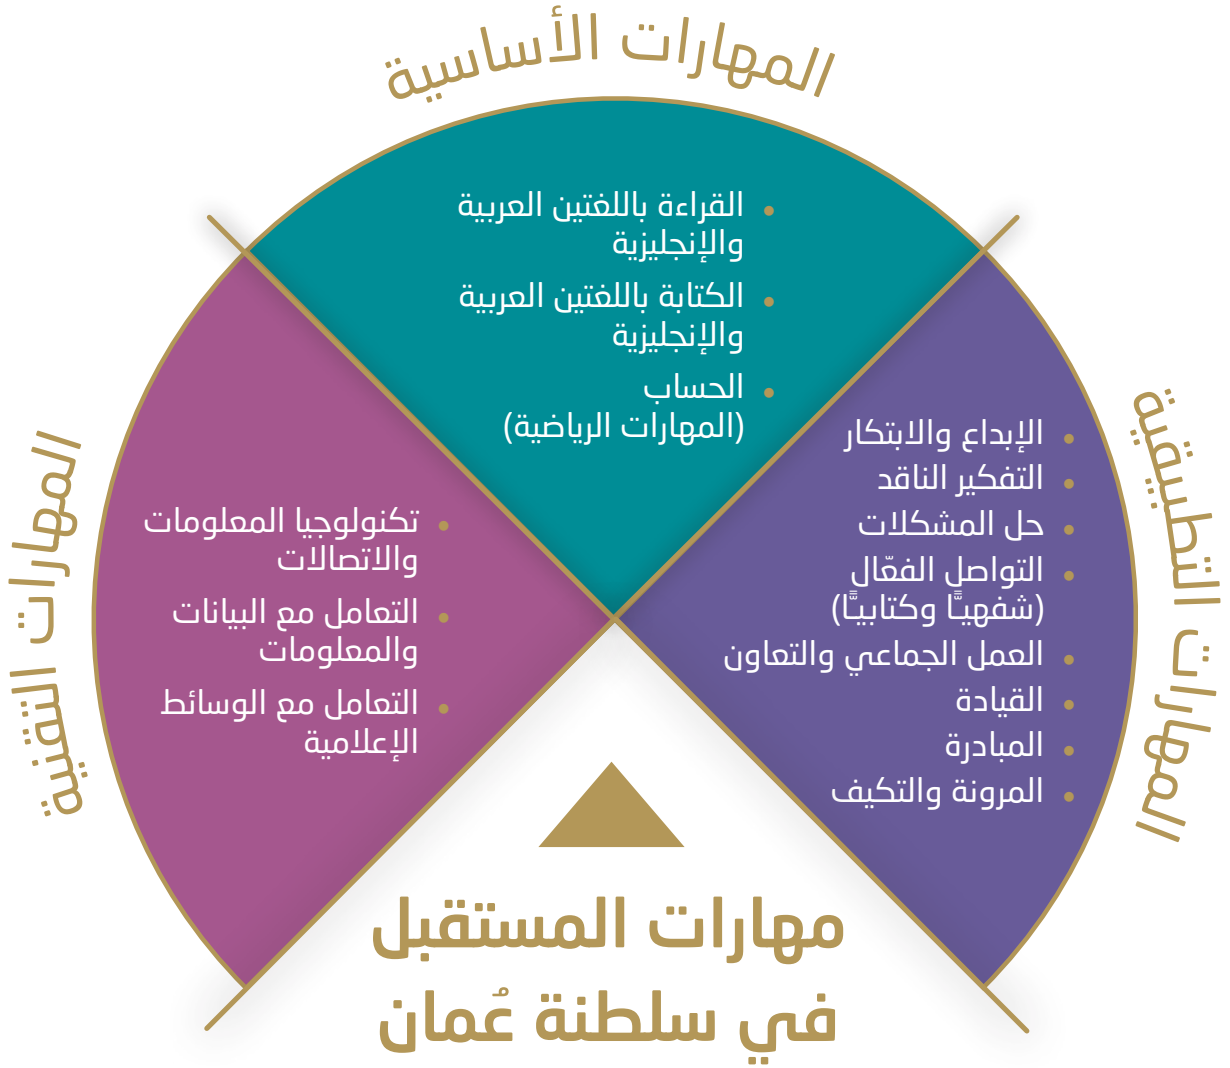 المهارات الأساسية
• القراءة باللغتين العربية
والإنجليزية
• الكتابة باللغتين العربية
والإنجليزية
• الحساب
(المهارات الرياضية)
المهارات التطبيقية
• الإبداع والابتكار
• التفكير الناقد
• حل المشكلات
• التواصل الفعّال
(شفهيًّا وكتابيًّا)
• العمل الجماعي والتعاون
• القيادة
• المبادرة
• المرونة والتكيف
المهارات التقنية
• تكنولوجيا المعلومات
والاتصالات
• التعامل مع البيانات
والمعلومات
• التعامل مع الوسائط
الإعلامية
مهارات المستقبل
في سلطنة عُمان